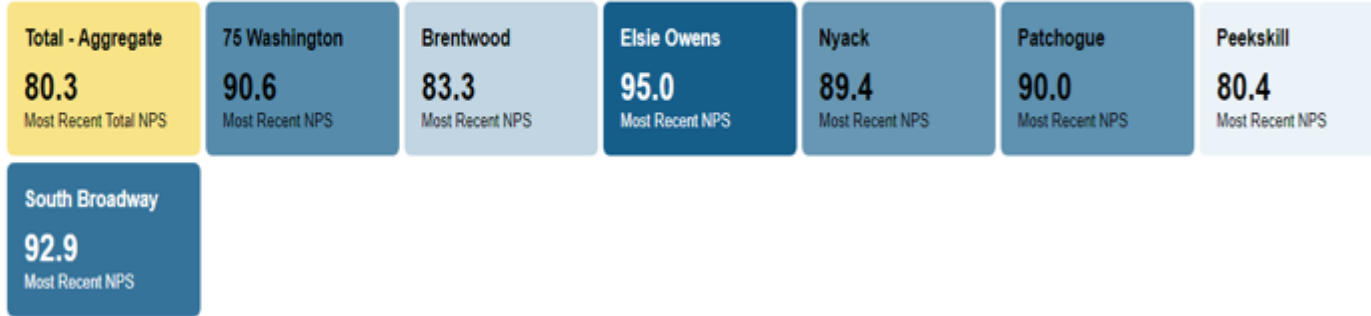 Total - Aggregate
80.3
Most Recent Total NPS
75 Washington
90.6
Most Recent NPS
Brentwood
83.3
Most Recent NPS
Elsie Owens
95.0
Most Recent NPS
Nyack
89.4
Most Recent NPS
Patchogue
90.0
Most Recent NPS
Peekskill
80.4
Most Recent NPS
South Broadway
92.9
Most Recent NPS